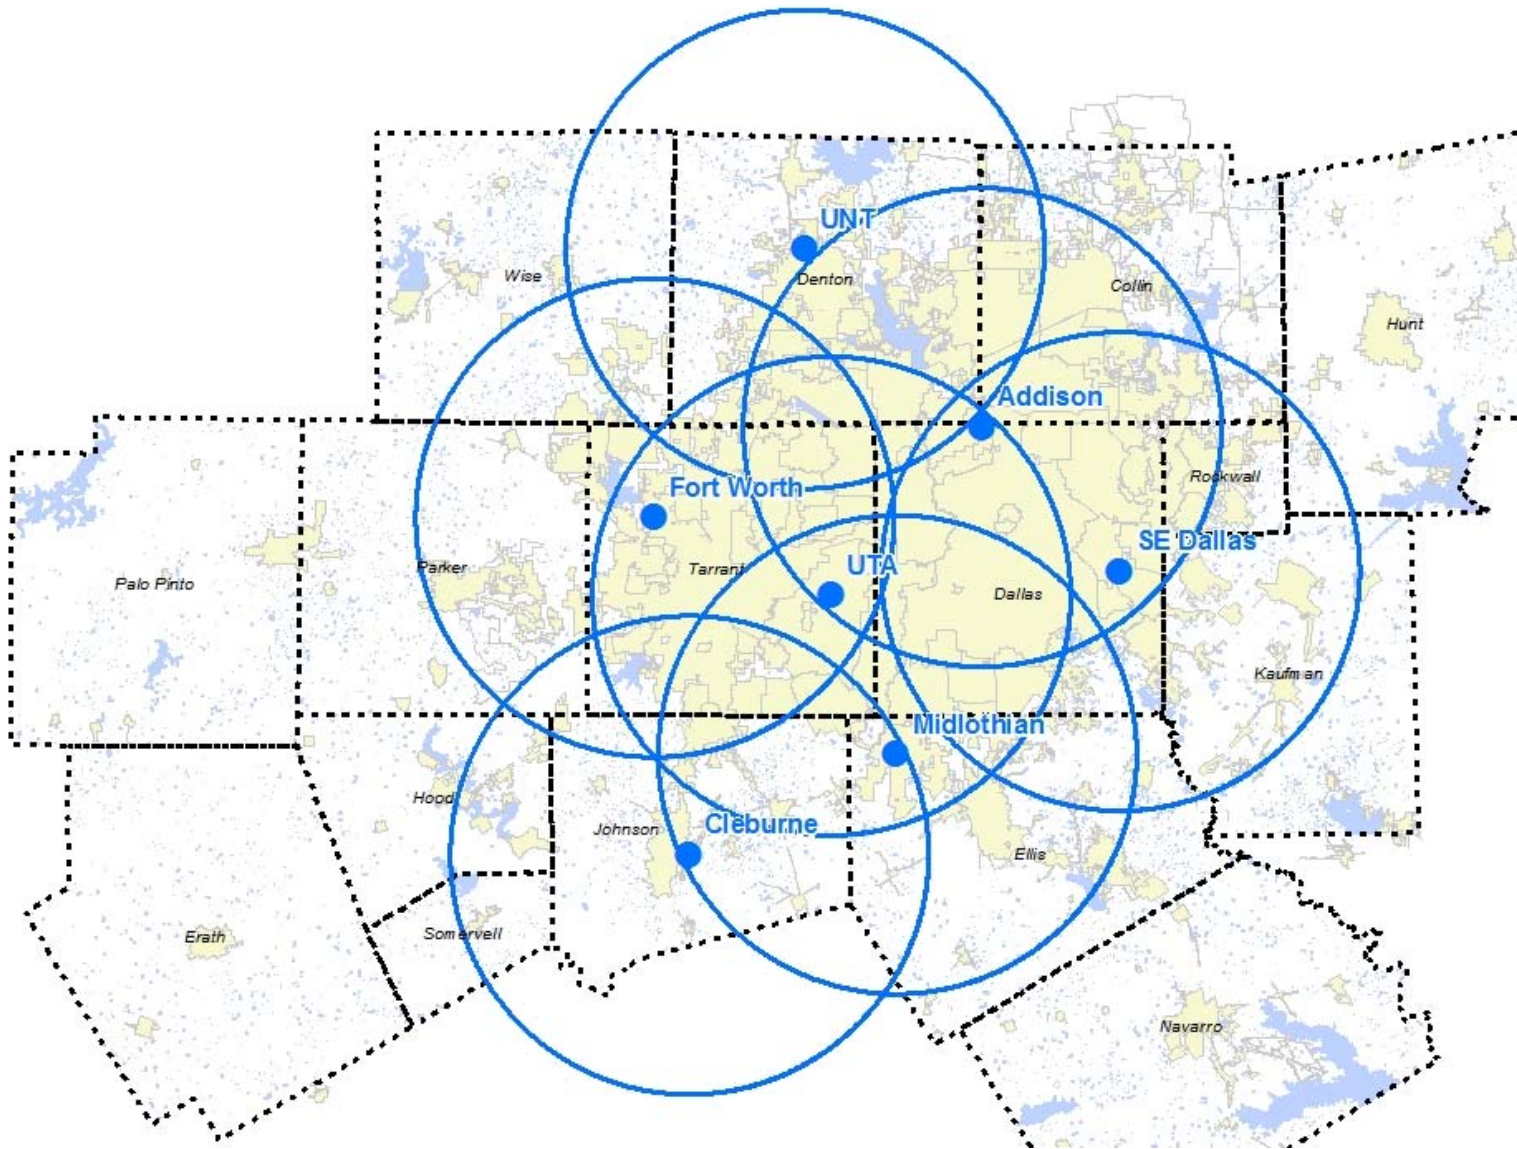 UNT
Wise
Denton
Collin
Hunt
Addison
Fort Worth
Rockwall
SE Dallas
Palo Pinto
Parker
Tarrant
UTA
Dallas
Kaufman
Midlothian
Hood
Johnson
Cleburne
Ellis
Erath
Somervell
Navarro